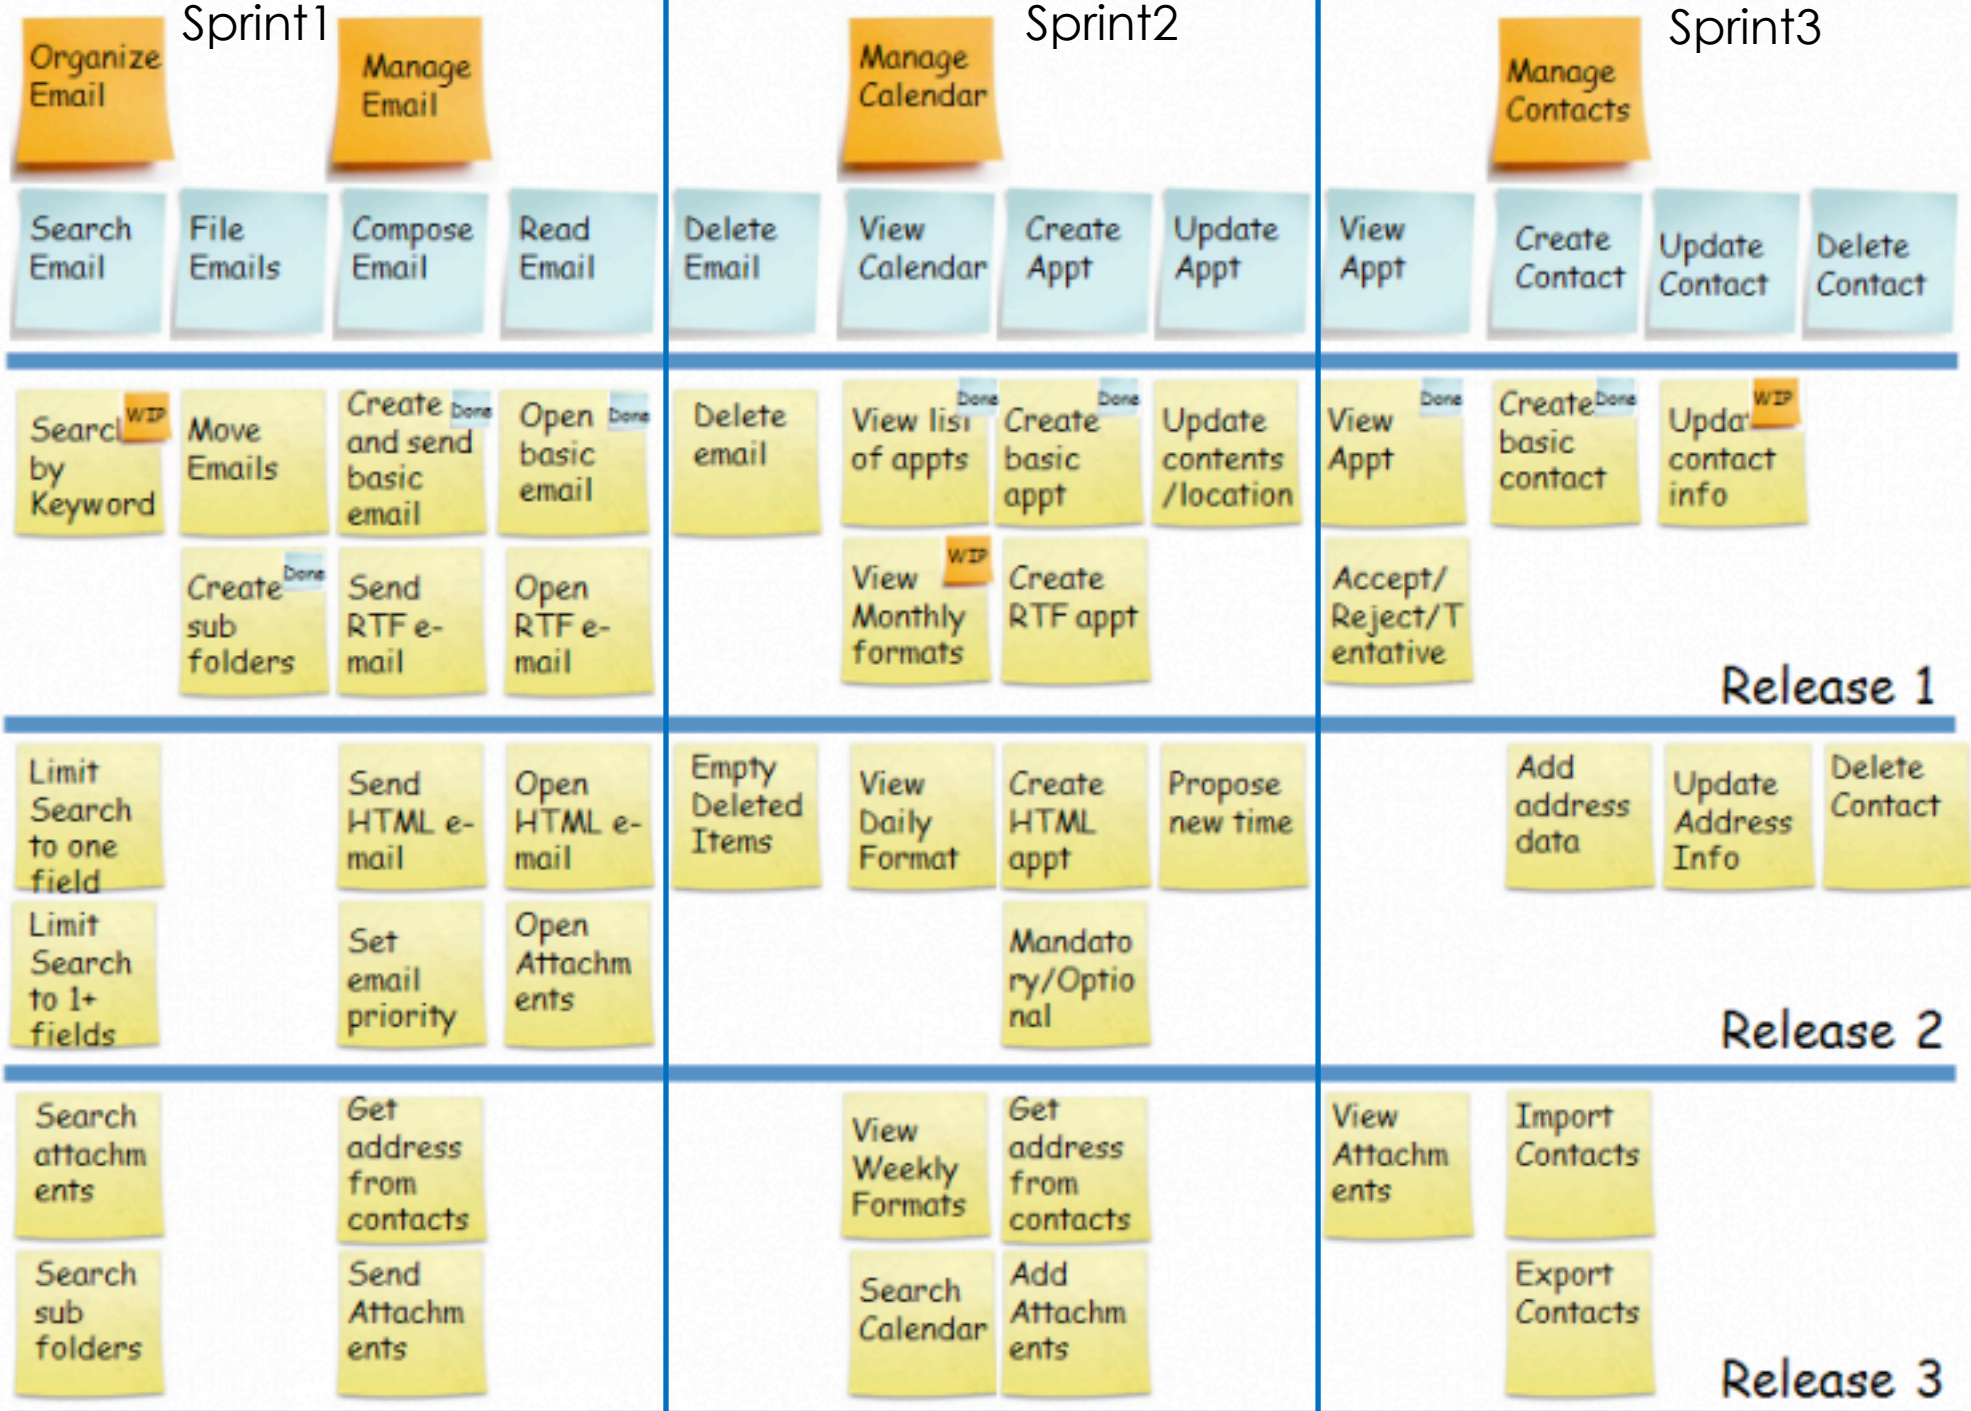 Sprint1
Sprint2
Sprint3
Organize
Email
Manage
Email
Manage
Calendar
Manage
Contacts
Search
Email
File
Emails
Compose
Email
Read
Email
Delete
Email
View
Calendar
Create
Appt
Update
Appt
View
Appt
Create
Contact
Update
Contact
Delete
Contact
WIP
by
Keyword
Move
Emails
Create
Done
and send
basic
email
Open
Done
basic
email
Delete
email
Done
View list
of appts
Done
Create
basic
appt
Update
contents
/location
Done
View
Appt
Create
Done
basic
contact
WIP
contact
info
Create
Done
sub
folders
Send
RTF e-
mail
Open
RTF e-
mail
WIP
View
Monthly
formats
Create
RTF appt
Accept/
Reject/T
entative
Release 1
Limit
Search
to one
field
Send
HTML e-
mail
Open
HTML e-
mail
Empty
Deleted
Items
View
Daily
Format
Create
HTML
appt
Propose
new time
Add
address
data
Update
Address
Info
Delete
Contact
Limit
Search
to 1+
fields
Set
email
priority
Open
Attachm
ents
Mandato
ry/Optio
nal
Release 2
Search
attachm
ents
Get
address
from
contacts
View
Weekly
Formats
Get
address
from
contacts
View
Attachm
ents
Import
Contacts
Search
sub
folders
Send
Attachm
ents
Search
Calendar
Add
Attachm
ents
Export
Contacts
Release 3